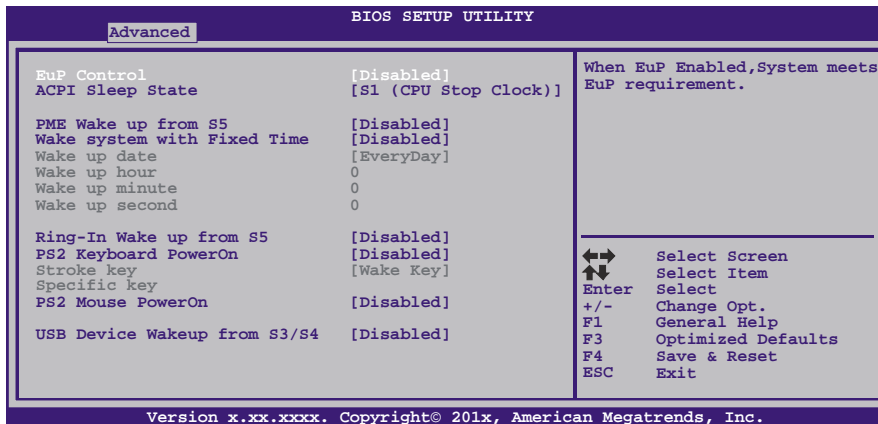 BIOS SETUP UTILITY
Advanced
EuP Control [Disabled]
ACPI Sleep State [S1 (CPU Stop Clock)]
PME Wake up from S5 [Disabled]
Wake system with Fixed Time [Disabled]
Wake up date [EveryDay]
Wake up hour 0
Wake up minute 0
Wake up second 0
Ring-In Wake up from S5 [Disabled]
PS2 Keyboard PowerOn [Disabled]
Stroke key [Wake Key]
Specific key
PS2 Mouse PowerOn [Disabled]
USB Device Wakeup from S3/S4 [Disabled]
When EuP Enabled,System meets
EuP requirement.
Select Screen
Select Item
Enter Select
+/- Change Opt.
F1 General Help
F3 Optimized Defaults
F4 Save & Reset
ESC Exit
Version x.xx.xxxx. Copyright© 201x, American Megatrends, Inc.